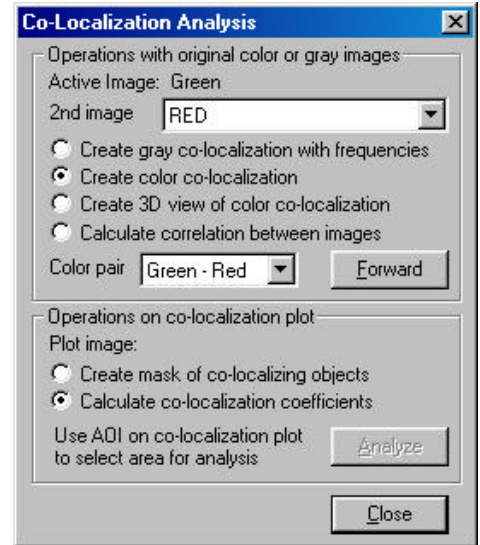 Co-Localization Analysis
Operations with original color or gray images
Active Image: Green
2nd image RED
Create gray co-localization with frequencies
Create color co-localization
Create 3D view of color co-localization
Calculate correlation between images
Color pair Green - Red Forward
Operations on co-localization plot
Plot image:
Create mask of co-localizing objects
Calculate co-localization coefficients
Use AOI on co-localization plot
to select area for analysis Analyze
Close